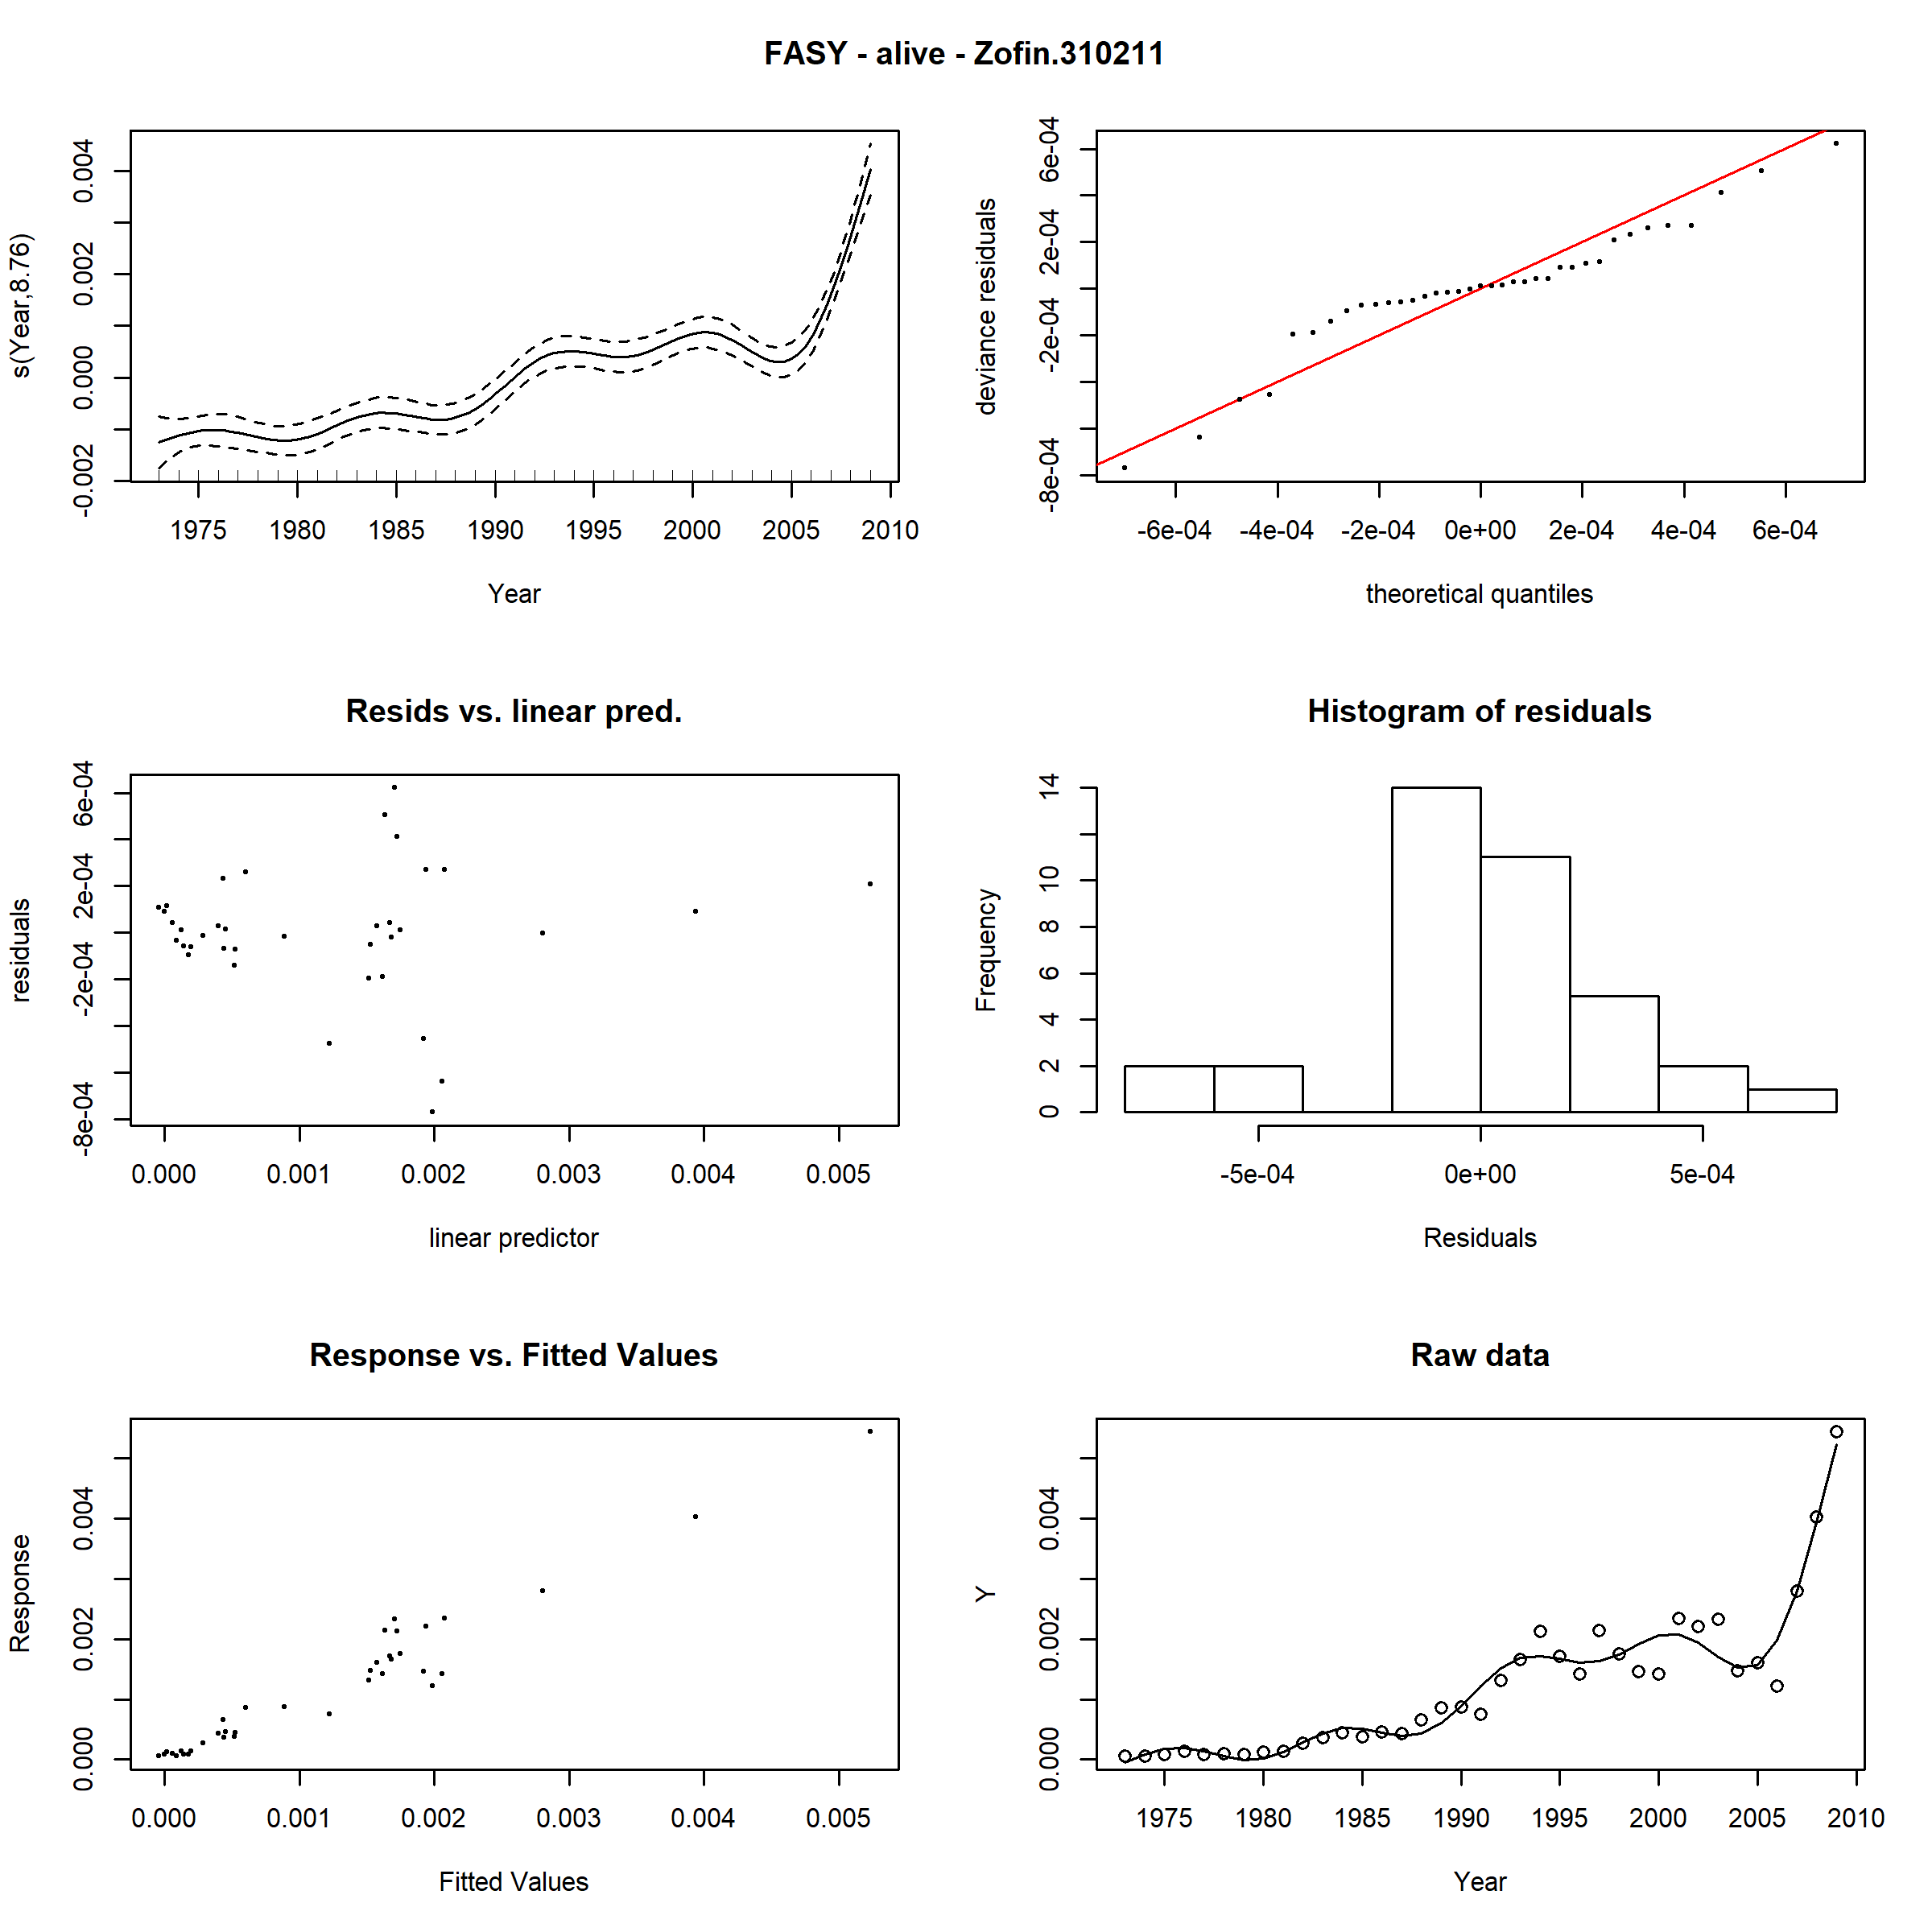 FASY - alive - Zofin.310211
s(Year,8.76)
-0.002 0.000 0.002 0.004
1975 1980 1985 1990 1995 2000 2005 2010
Year
deviance residuals
-8e-04 -2e-04 2e-04 6e-04
-6e-04 -4e-04 -2e-04 0e+00 2e-04 4e-04 6e-04
theoretical quantiles
Resids vs. linear pred.
residuals
-8e-04 -2e-04 2e-04 6e-04
0.000 0.001 0.002 0.003 0.004 0.005
linear predictor
Histogram of residuals
Frequency
0 2 4 6 8 10 14
-5e-04 0e+00 5e-04
Residuals
Response vs. Fitted Values
Response
0.000 0.002 0.004
0.000 0.001 0.002 0.003 0.004 0.005
Fitted Values
Raw data
Y
0.000 0.002 0.004
1975 1980 1985 1990 1995 2000 2005 2010
Year